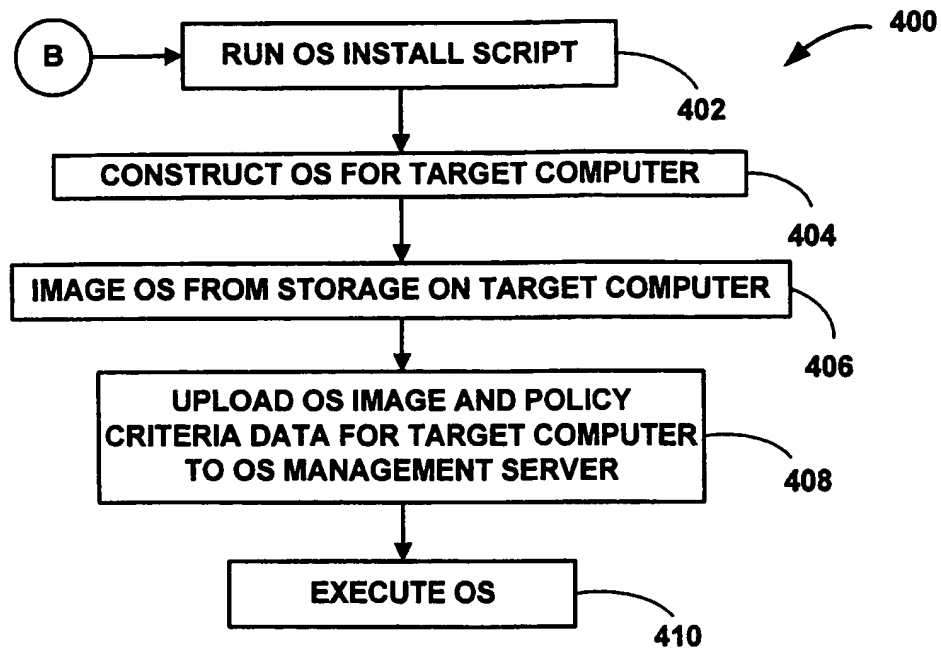 400
B
RUN OS INSTALL SCRIPT
402
CONSTRUCT OS FOR TARGET COMPUTER
404
IMAGE OS FROM STORAGE ON TARGET COMPUTER
406
UPLOAD OS IMAGE AND POLICY
CRITERIA DATA FOR TARGET COMPUTER
TO OS MANAGEMENT SERVER
408
EXECUTE OS
410